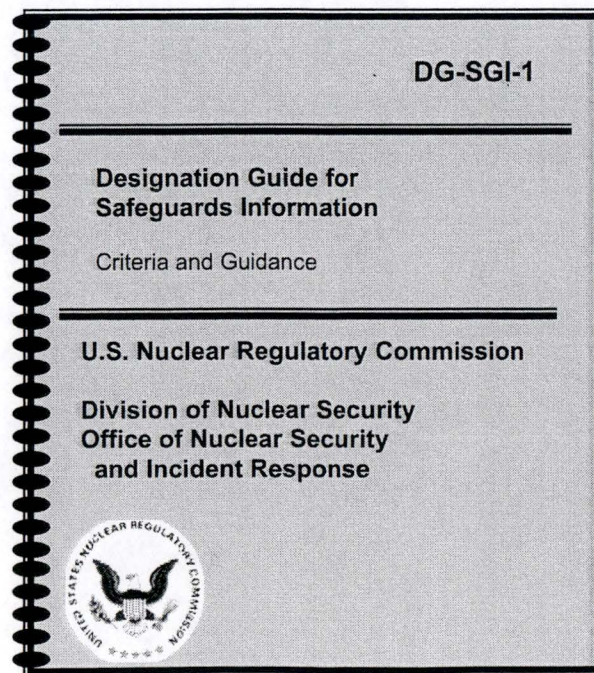 DG-SGI-1
Designation Guide for
Safeguards Information
Criteria and Guidance
U.S. Nuclear Regulatory Commission
Division of Nuclear Security
Office of Nuclear Security
and Incident Response
UNITED STATES NUCLEAR REGULATORY COMMISSION